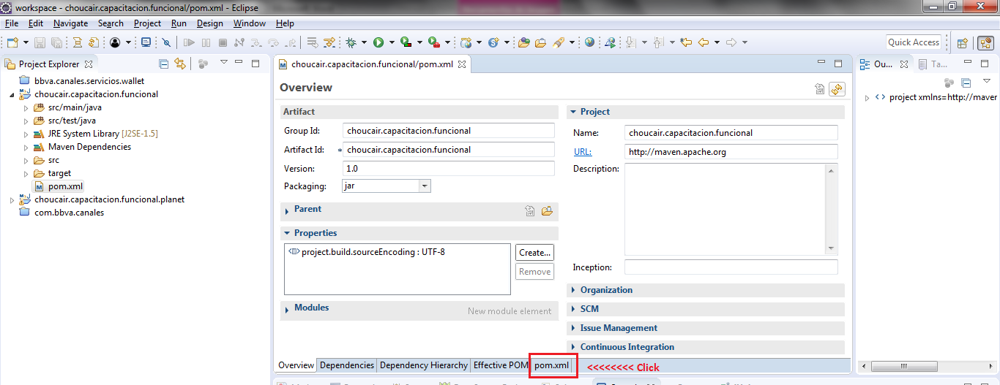 workspace - choucair.capacitacion.funcional/pom.xml - Eclipse
File Edit Navigate Search Project Run Design Window Help
Quick Access
Project Explorer
bbva.canales.servicios.wallet
choucair.capacitacion.funcional
src/main/java
src/test/java
JRE System Library [J2SE-1.5]
Maven Dependencies
src
target
pom.xml
choucair.capacitacion.funcional.planet
com.bbva.canales
choucair.capacitacion.funcional/pom.xml
Overview
Artifact
Group Id: choucair.capacitacion.funcional
Artifact Id: * choucair.capacitacion.funcional
Version: 1.0
Packaging: jar
Parent
Properties
project.build.sourceEncoding : UTF-8
Create...
Remove
Modules
New module element
Project
Name: choucair.capacitacion.funcional
URL: http://maven.apache.org
Description:
Inception:
Organization
SCM
Issue Management
Continuous Integration
Overview Dependencies Dependency Hierarchy Effective POM pom.xml
<<<<<<<< Click
Ou... Ta...
project xmlns=http://maver